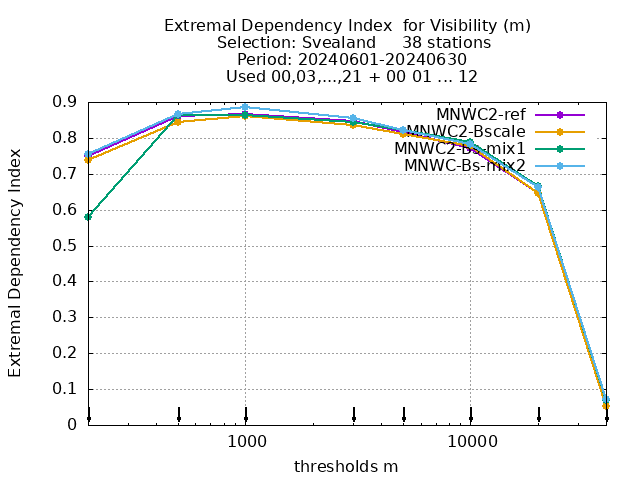 Extremal Dependency Index  for Visibility (m)
Selection: Svealand     38 stations
Period: 20240601-20240630
Used 00,03,...,21 + 00 01 ... 12
MNWC2-ref
MNWC2-Bscale
MNWC2-Bs-mix1
MNWC-Bs-mix2
Extremal Dependency Index
0.9
0.8
0.7
0.6
0.5
0.4
0.3
0.2
0.1
0
1000
10000
thresholds m